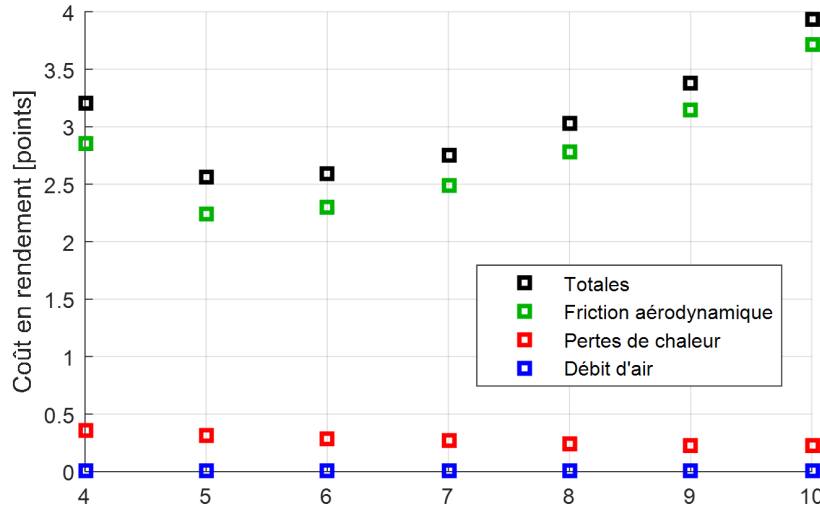 4
3.5
3
2.5
2
1.5
1
0.5
0
Coût en rendement [points]
Totales
Friction aérodynamique
Pertes de chaleur
Débit d'air
4 5 6 7 8 9 10